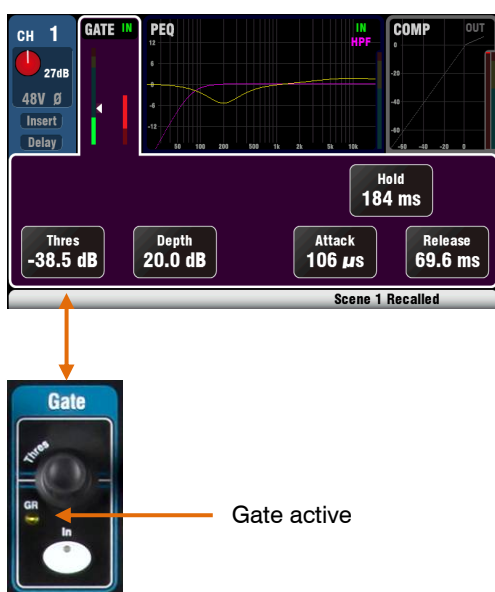 CH 1
27dB
48V Ø
Insert
Delay
GATE IN
PEQ
IN
HPF
12
6
0
-6
-12
50 100 200 500 1k 2k 5k 10k
COMP OUT
0
-20
-40
-60
-60 -40 -20 0
Hold
184 ms
Thres
-38.5 dB
Depth
20.0 dB
Attack
106 µs
Release
69.6 ms
Scene 1 Recalled
Gate
Thres
GR
In
Gate active